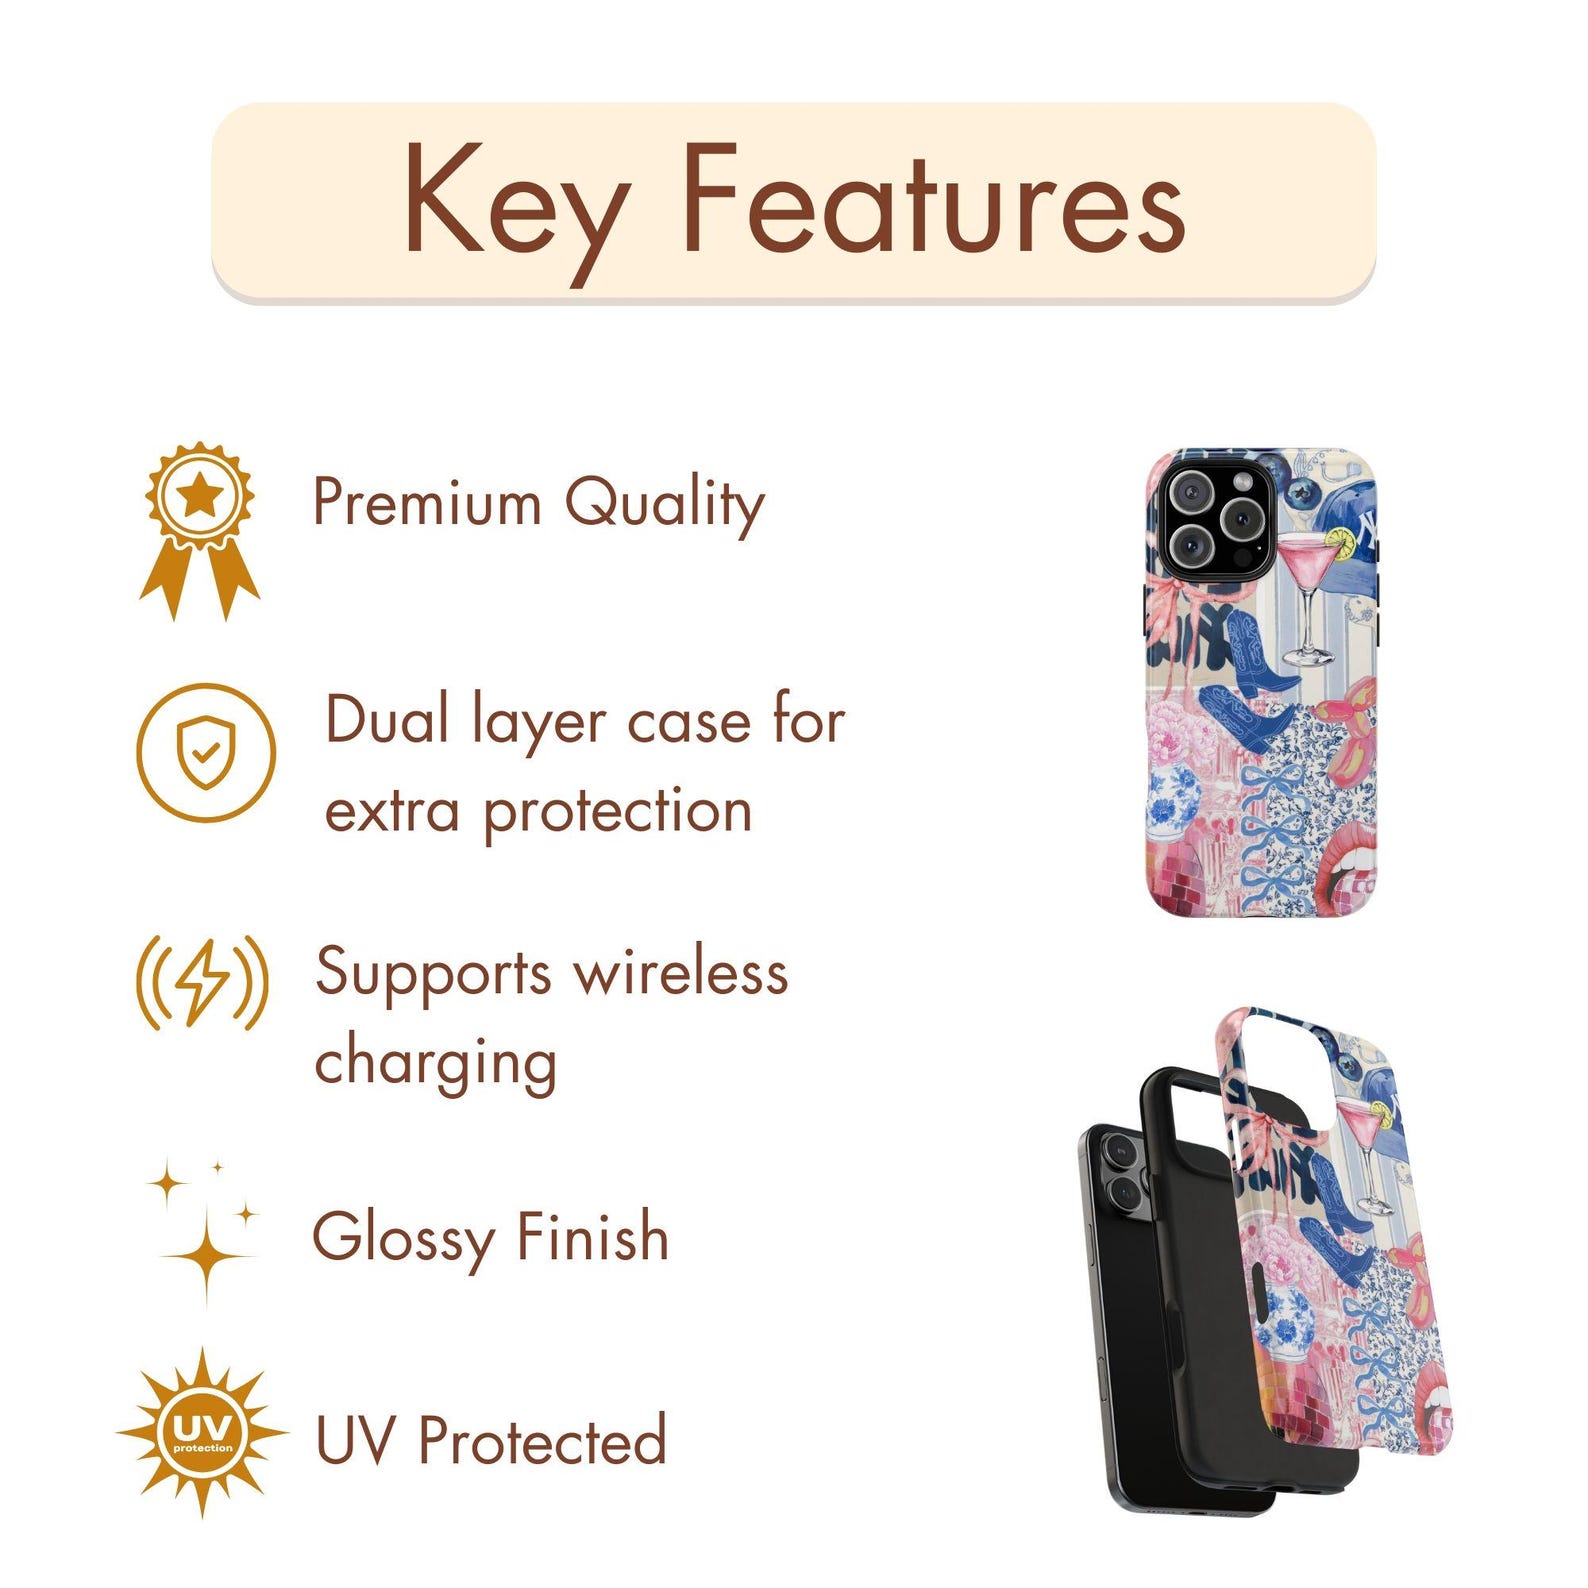 Key Features
Premium Quality
Dual layer case for
extra protection
Supports wireless
charging
Glossy Finish
UV
protection
UV Protected
NY